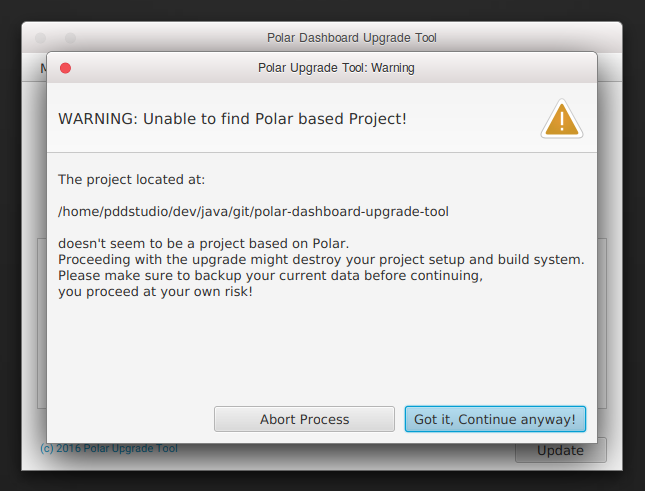 Polar Dashboard Upgrade Tool
Polar Upgrade Tool: Warning
WARNING: Unable to find Polar based Project!
The project located at:
/home/pddstudio/dev/java/git/polar-dashboard-upgrade-tool
doesn't seem to be a project based on Polar.
Proceeding with the upgrade might destroy your project setup and build system.
Please make sure to backup your current data before continuing,
you proceed at your own risk!
Abort Process
Got it, Continue anyway!
(c) 2016 Polar Upgrade Tool
Update